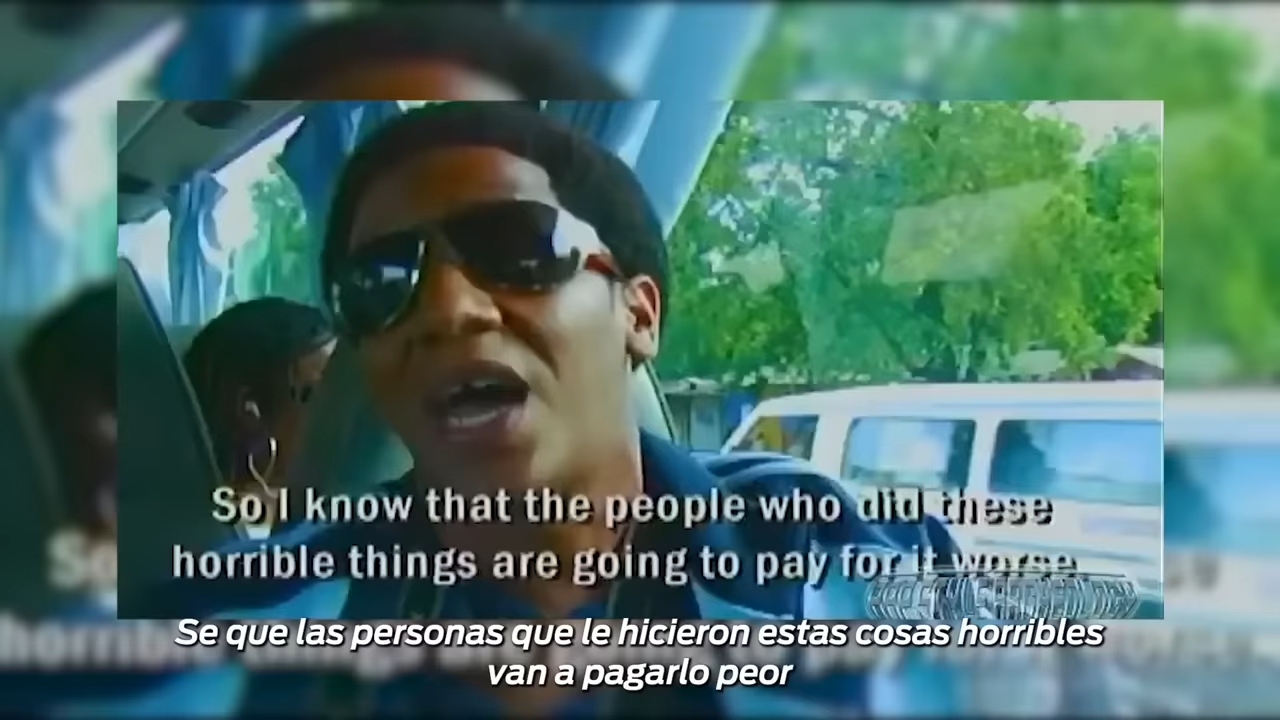 So I know that the people who did these
horrible things are going to pay for it worse
Se que las personas que le hicieron estas cosas horribles
van a pagarlo peor